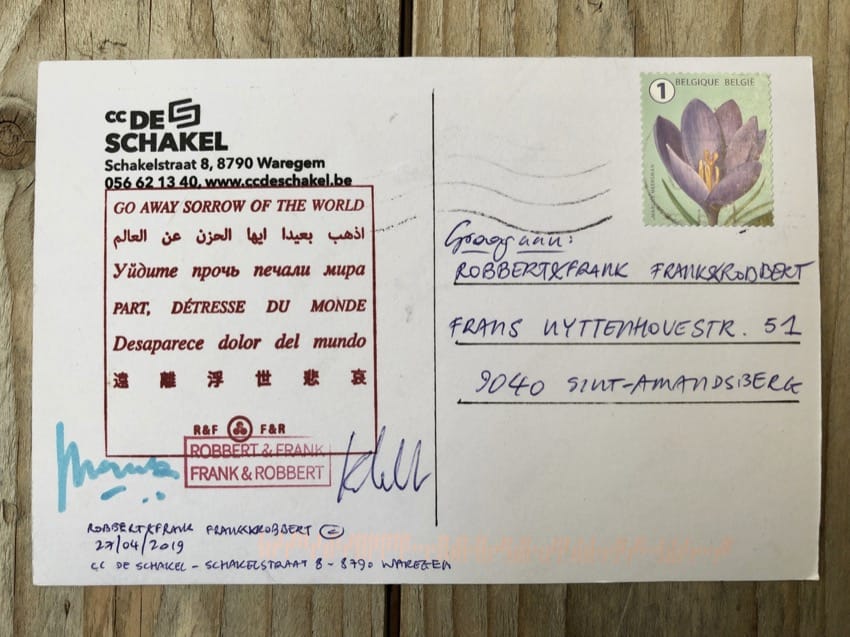 CC DE
SCHAKEL
Schakelstraat 8, 8790 Waregem
056 62 13 40, www.ccdeschakel.be
GO AWAY SORROW OF THE WORLD
اذهب بعيدا ايها الحزن عن العالم
Уйдите прочь печали мира
PART, DÉTRESSE DU MONDE
Desaparece dolor del mundo
遠離浮世悲哀
R&F F&R
ROBBERT & FRANK
FRANK & ROBBERT
ROBBERT&FRANK FRANK&ROBBERT
27/04/2019
CC DE SCHAKEL - SCHAKELSTRAAT 8 - 8790 WAREGEM
1 BELGIQUE BELGIË
Graag aan:
ROBBERT&FRANK FRANK&ROBBERT
FRANS UYTTENHOVESTR. 51
9040 SINT-AMANDSBERG